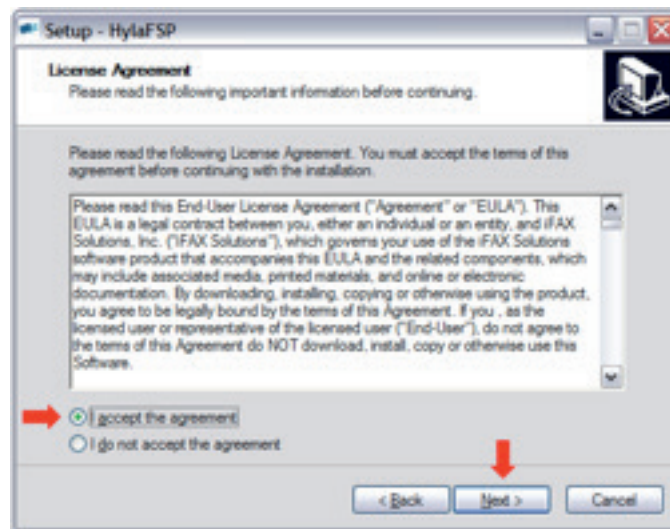 Setup - HylaFSP
License Agreement
Please read the following important information before continuing.
Please read the following License Agreement. You must accept the terms of this
agreement before continuing with the installation.
Please read this End-User License Agreement ("Agreement" or "EULA"). This
EULA is a legal contract between you, either an individual or an entity, and iFAX
Solutions, Inc. ("iFAX Solutions"), which governs your use of the iFAX Solutions
software product that accompanies this EULA and the related components, which
may include associated media, printed materials, and online or electronic
documentation. By downloading, installing, copying or otherwise using the product,
you agree to be legally bound by the terms of this Agreement. If you , as the
licensed user or representative of the licensed user ("End-User"), do not agree to
the terms of this Agreement do NOT download, install, copy or otherwise use this
Software.
I accept the agreement
I do not accept the agreement
< Back Next > Cancel